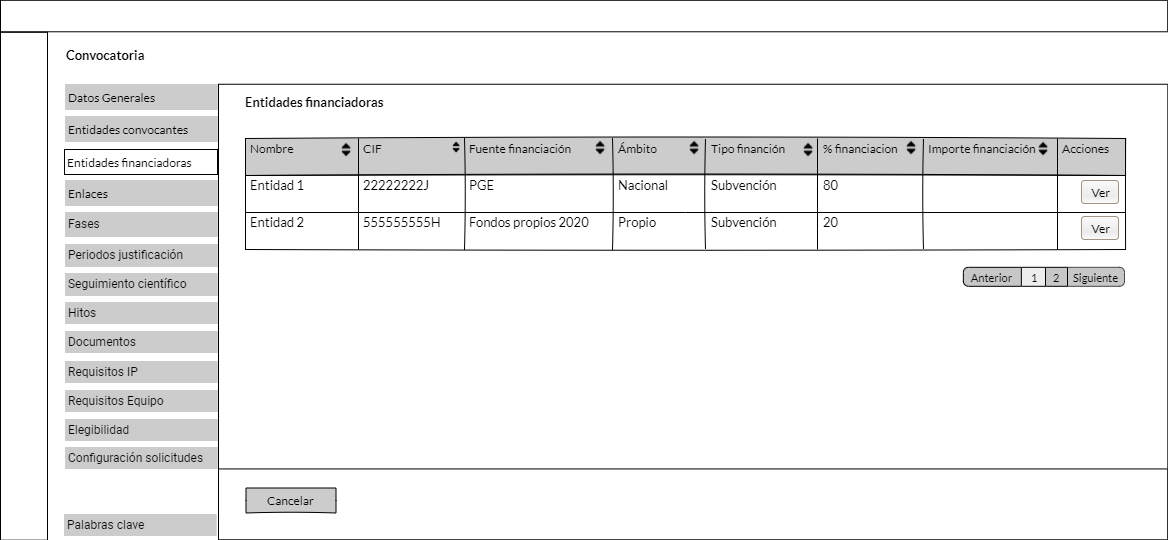 Convocatoria
Datos Generales
Entidades convocantes
Entidades financiadoras
Enlaces
Fases
Periodos justificación
Seguimiento científico
Hitos
Documentos
Requisitos IP
Requisitos Equipo
Elegibilidad
Configuración solicitudes
Palabras clave
Entidades financiadoras
Nombre CIF Fuente financiación Ámbito Tipo financión % financiacion Importe financiación Acciones
Entidad 1 22222222J PGE Nacional Subvención 80 Ver
Entidad 2 555555555H Fondos propios 2020 Propio Subvención 20 Ver
Anterior 1 2 Siguiente
Cancelar